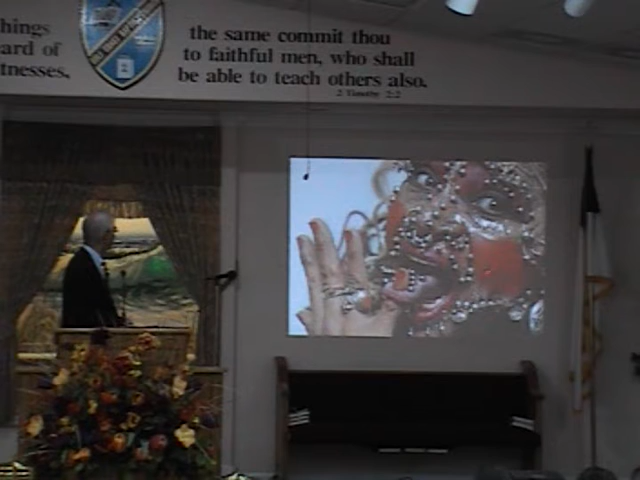 hings
ard of
tnesses,
the same commit thou
to faithful men, who shall
be able to teach others also.
2 Timothy 2:2